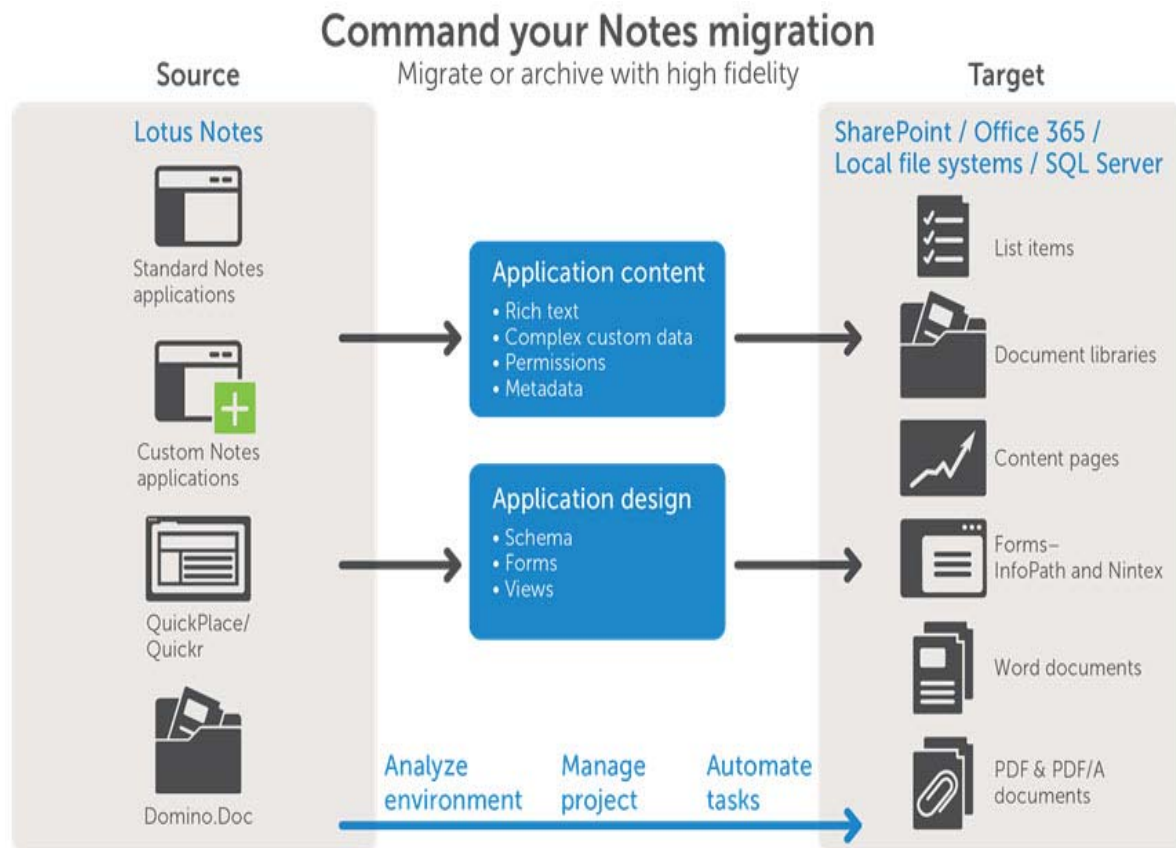 Command your Notes migration
Migrate or archive with high fidelity
Source
Lotus Notes
Standard Notes
applications
Custom Notes
applications
QuickPlace/
Quickr
Domino.Doc
Application content
• Rich text
• Complex custom data
• Permissions
• Metadata
Application design
• Schema
• Forms
• Views
Analyze
environment
Manage
project
Automate
tasks
Target
SharePoint / Office 365 /
Local file systems / SQL Server
List items
Document libraries
Content pages
Forms–
InfoPath and Nintex
Word documents
PDF & PDF/A
documents